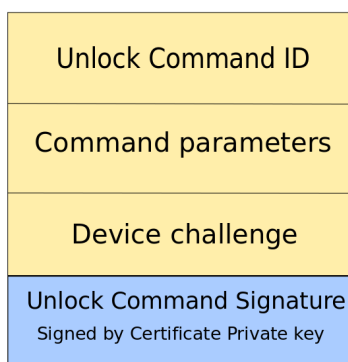 Unlock Command ID
Command parameters
Device challenge
Unlock Command Signature
Signed by Certificate Private key